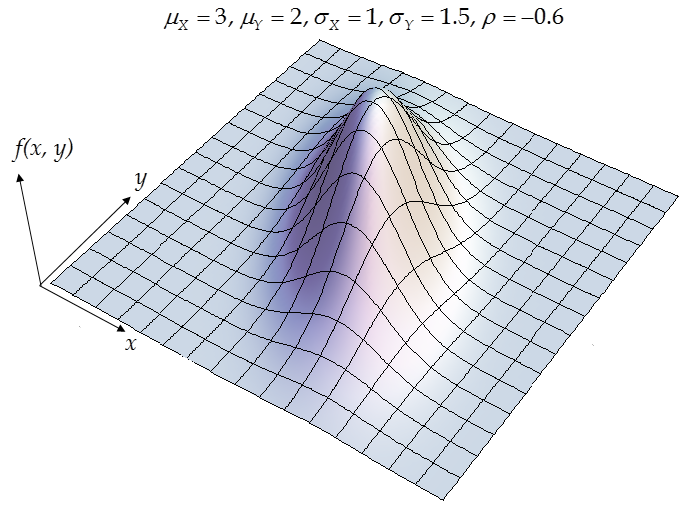 μ_X = 3, μ_Y = 2, σ_X = 1, σ_Y = 1.5, ρ = −0.6
f(x, y)
y
x